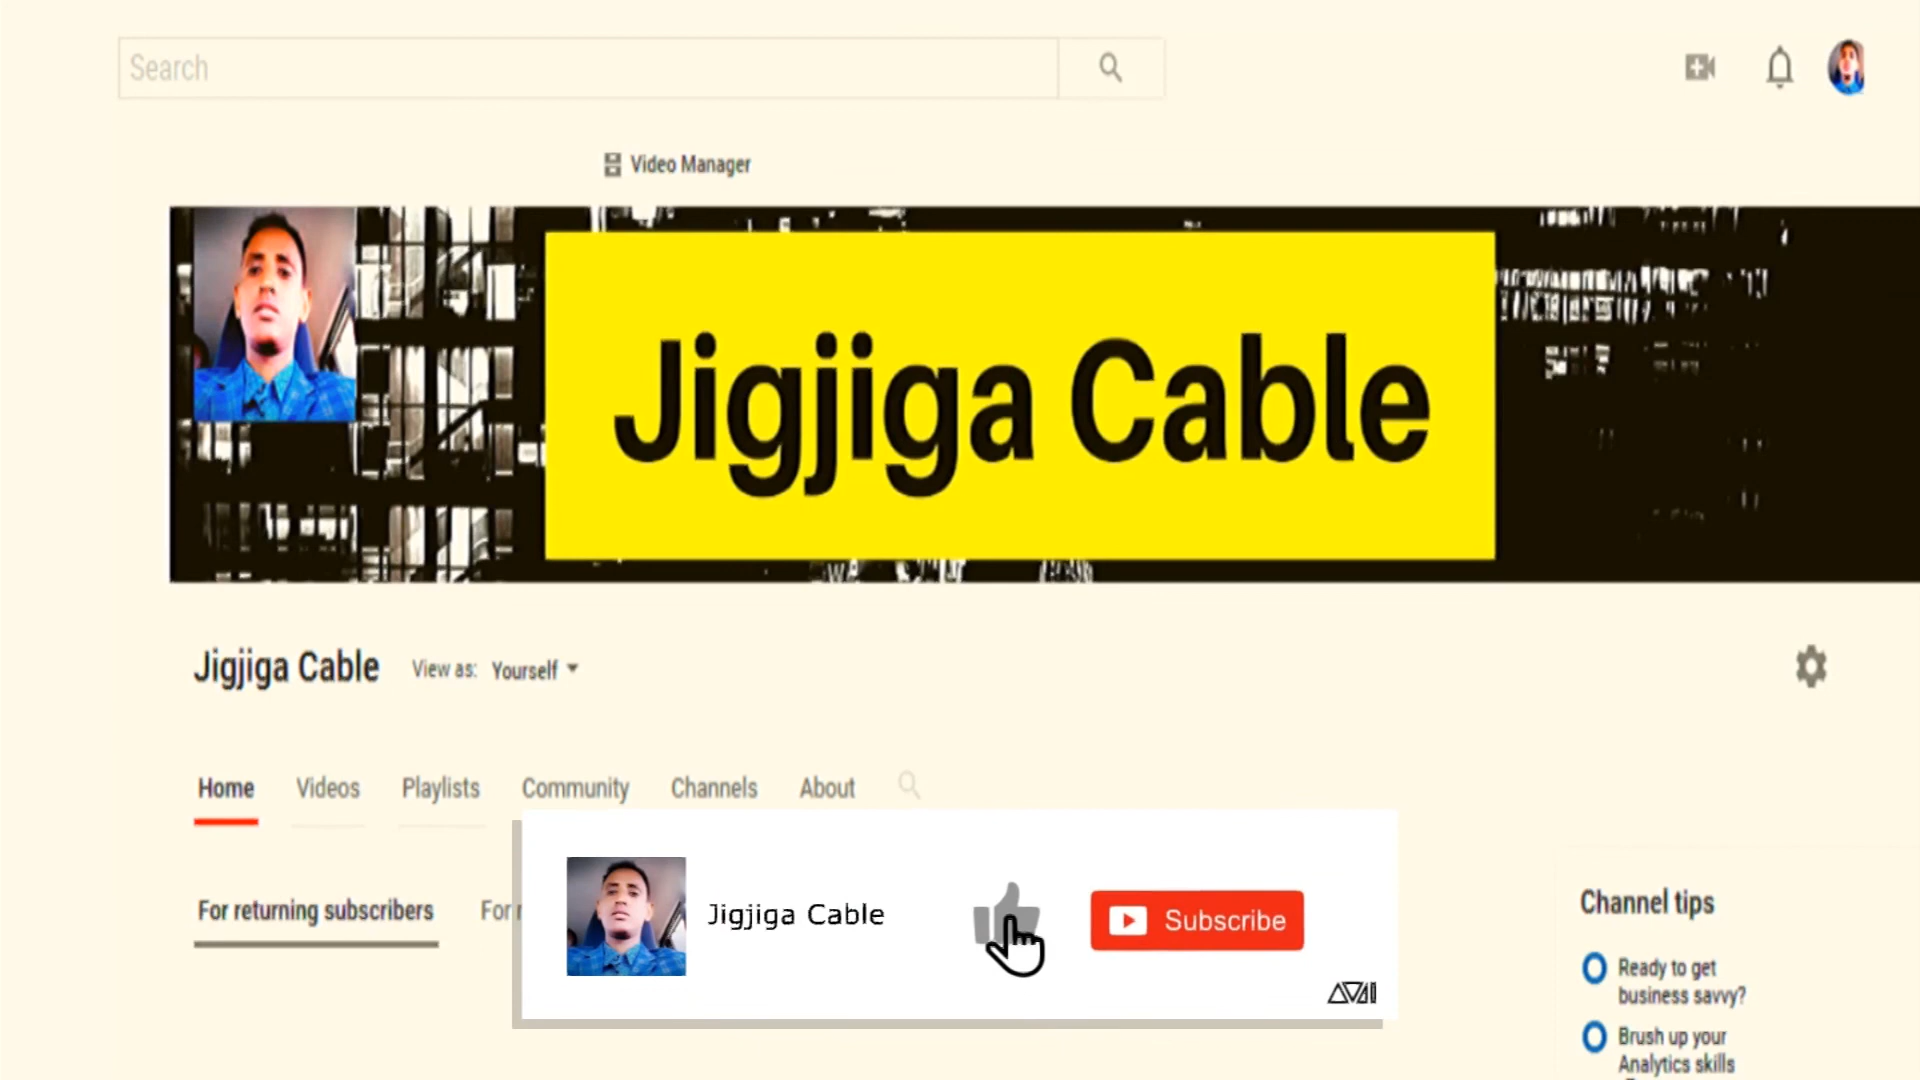 Search
Video Manager
Jigjiga Cable
Jigjiga Cable View as: Yourself
Home Videos Playlists Community Channels About
For returning subscribers For
Jigjiga Cable Subscribe
Channel tips
Ready to get
business savvy?
Brush up your
Analytics skills